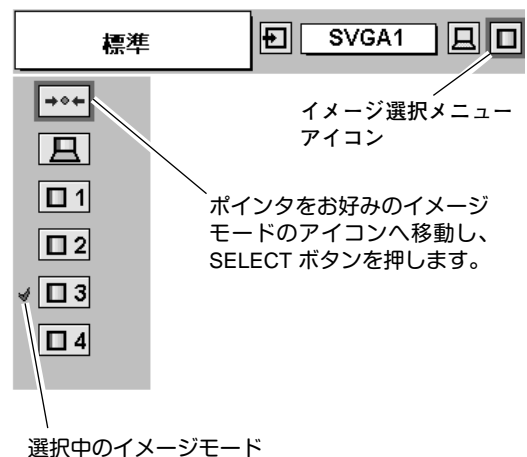 標準
SVGA1
イメージ選択メニュー
アイコン
ポインタをお好みのイメージ
モードのアイコンへ移動し、
SELECT ボタンを押します。
1
2
3
4
選択中のイメージモード